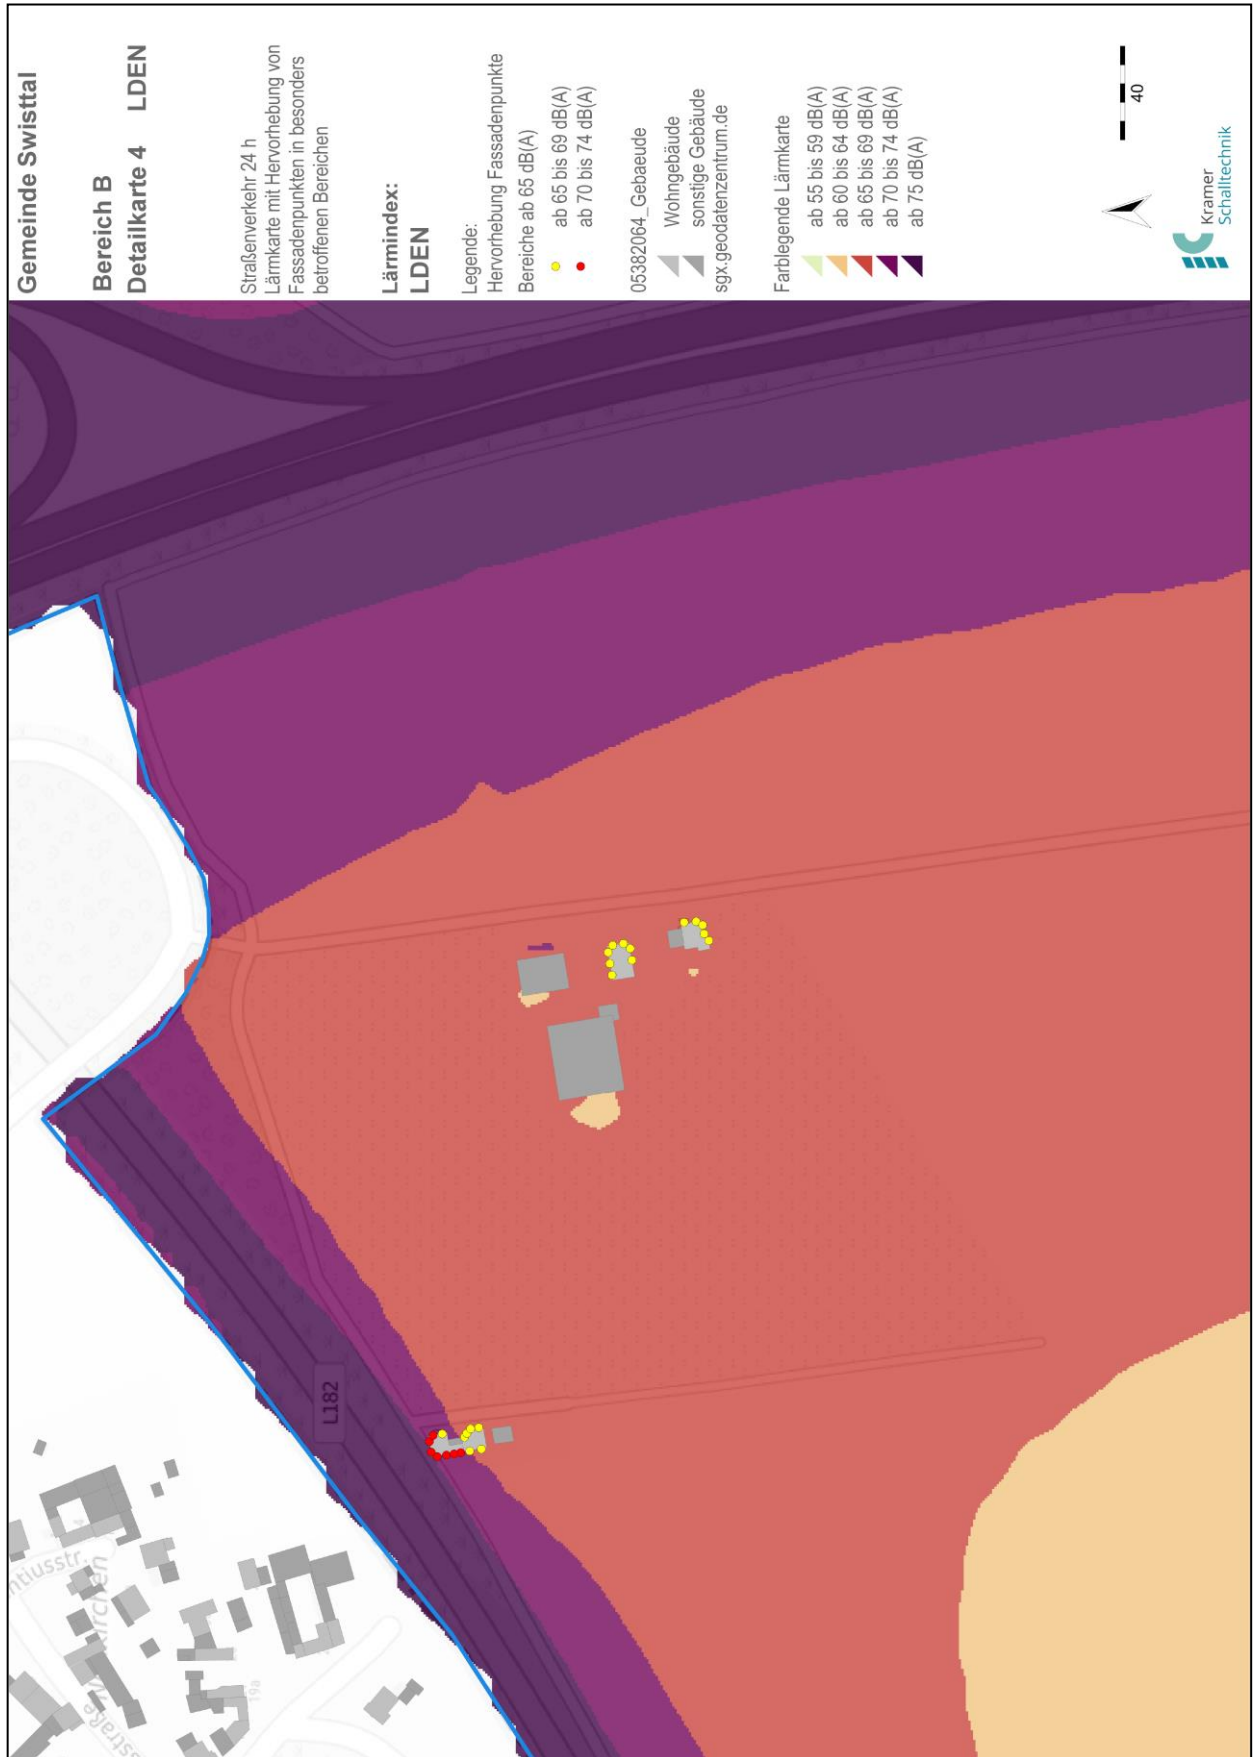 Gemeinde Swisttal
Bereich B
Detailkarte 4 LDEN
Straßenverkehr 24 h
Lärmkarte mit Hervorhebung von
Fassadenpunkten in besonders
betroffenen Bereichen
Lärmindex:
LDEN
Legende:
Hervorhebung Fassadenpunkte
Bereiche ab 65 dB(A)
ab 65 bis 69 dB(A)
ab 70 bis 74 dB(A)
05382064_Gebaeude
Wohngebäude
sonstige Gebäude
sgx.geodatenzentrum.de
Farblegende Lärmkarte
ab 55 bis 59 dB(A)
ab 60 bis 64 dB(A)
ab 65 bis 69 dB(A)
ab 70 bis 74 dB(A)
ab 75 dB(A)
40
Kramer
Schalltechnik
L182
ntiusstr.
irchen
19a